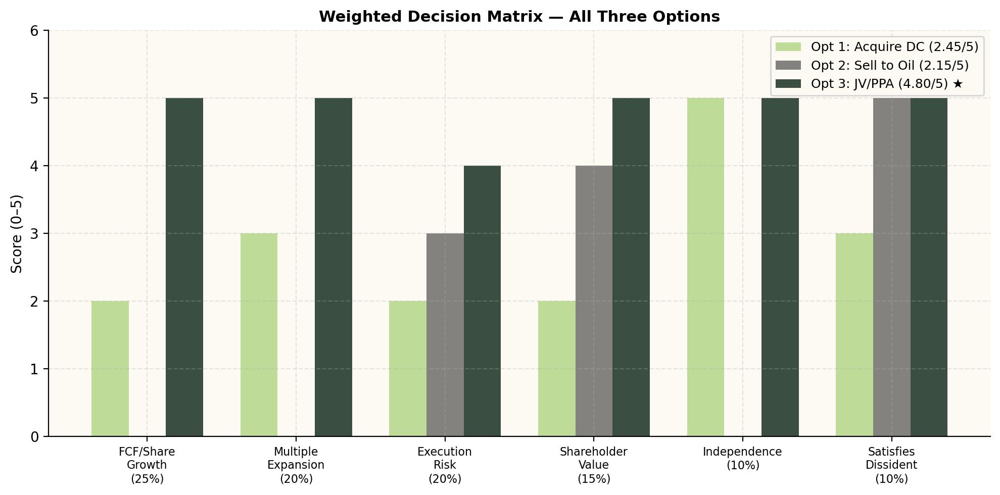 Weighted Decision Matrix — All Three Options
Opt 1: Acquire DC (2.45/5)
Opt 2: Sell to Oil (2.15/5)
Opt 3: JV/PPA (4.80/5) ★
Score (0–5)
6
5
4
3
2
1
0
FCF/Share
Growth
(25%)
Multiple
Expansion
(20%)
Execution
Risk
(20%)
Shareholder
Value
(15%)
Independence
(10%)
Satisfies
Dissident
(10%)